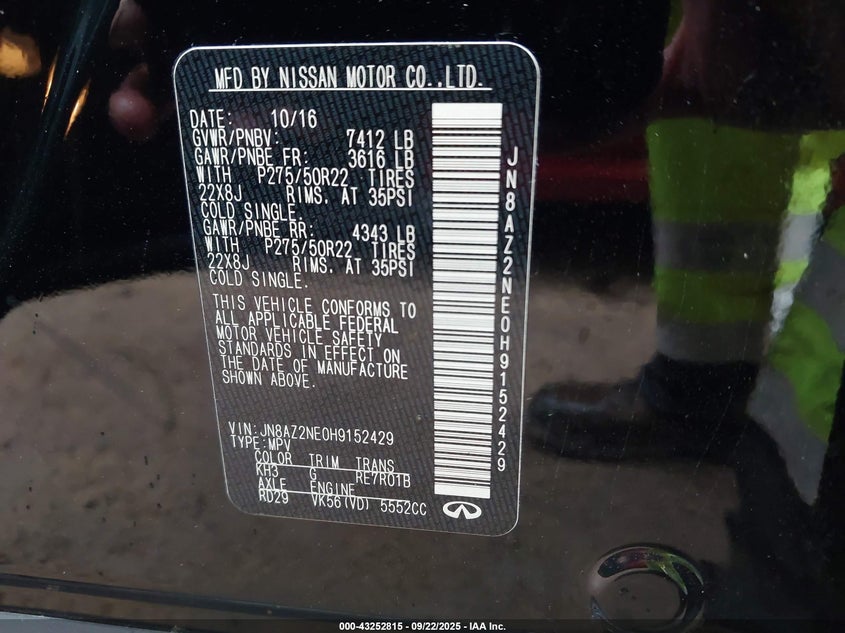 MFD BY NISSAN MOTOR CO.,LTD.
DATE: 10/16
GVWR/PNBV: 7412 LB
GAWR/PNBE FR: 3616 LB
WITH P275/50R22 TIRES
22X8J RIMS. AT 35PSI
COLD SINGLE.
GAWR/PNBE RR: 4343 LB
WITH P275/50R22 TIRES
22X8J RIMS. AT 35PSI
COLD SINGLE.
THIS VEHICLE CONFORMS TO
ALL APPLICABLE FEDERAL
MOTOR VEHICLE SAFETY
STANDARDS IN EFFECT ON
THE DATE OF MANUFACTURE
SHOWN ABOVE.
VIN:JN8AZ2NE0H9152429
TYPE:MPV
COLOR TRIM TRANS
KH3 G RE7R01B
AXLE ENGINE
RD29 VK56(VD) 5552CC
JN8AZ2NE0H9152429
000-43252815 - 09/22/2025 - IAA Inc.